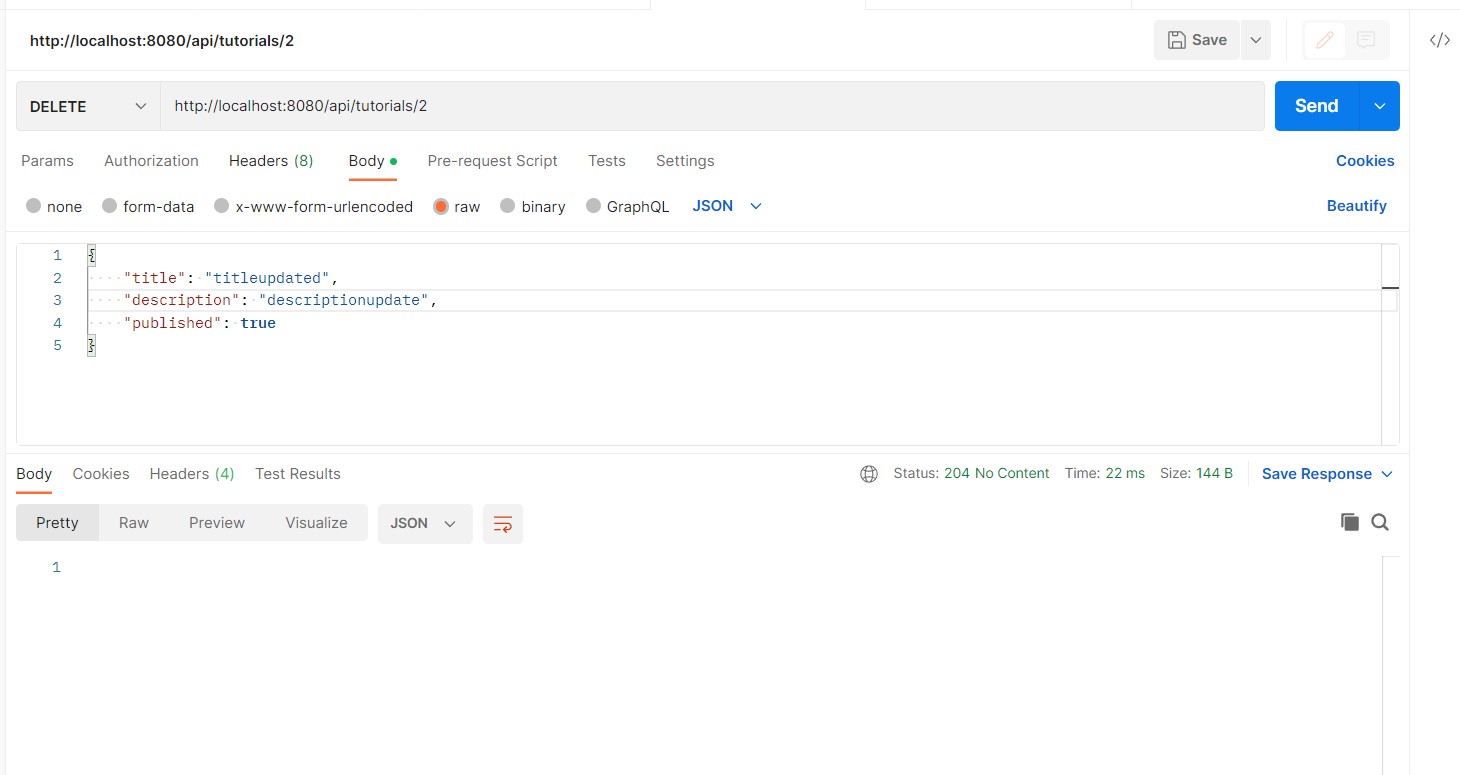 http://localhost:8080/api/tutorials/2 Save </>
DELETE http://localhost:8080/api/tutorials/2 Send
Params Authorization Headers (8) Body Pre-request Script Tests Settings Cookies
none form-data x-www-form-urlencoded raw binary GraphQL JSON Beautify
1 {
2 ····"title":·"titleupdated",
3 ····"description":·"descriptionupdate",
4 ····"published":·true
5 }
Body Cookies Headers (4) Test Results Status: 204 No Content Time: 22 ms Size: 144 B Save Response
Pretty Raw Preview Visualize JSON
1